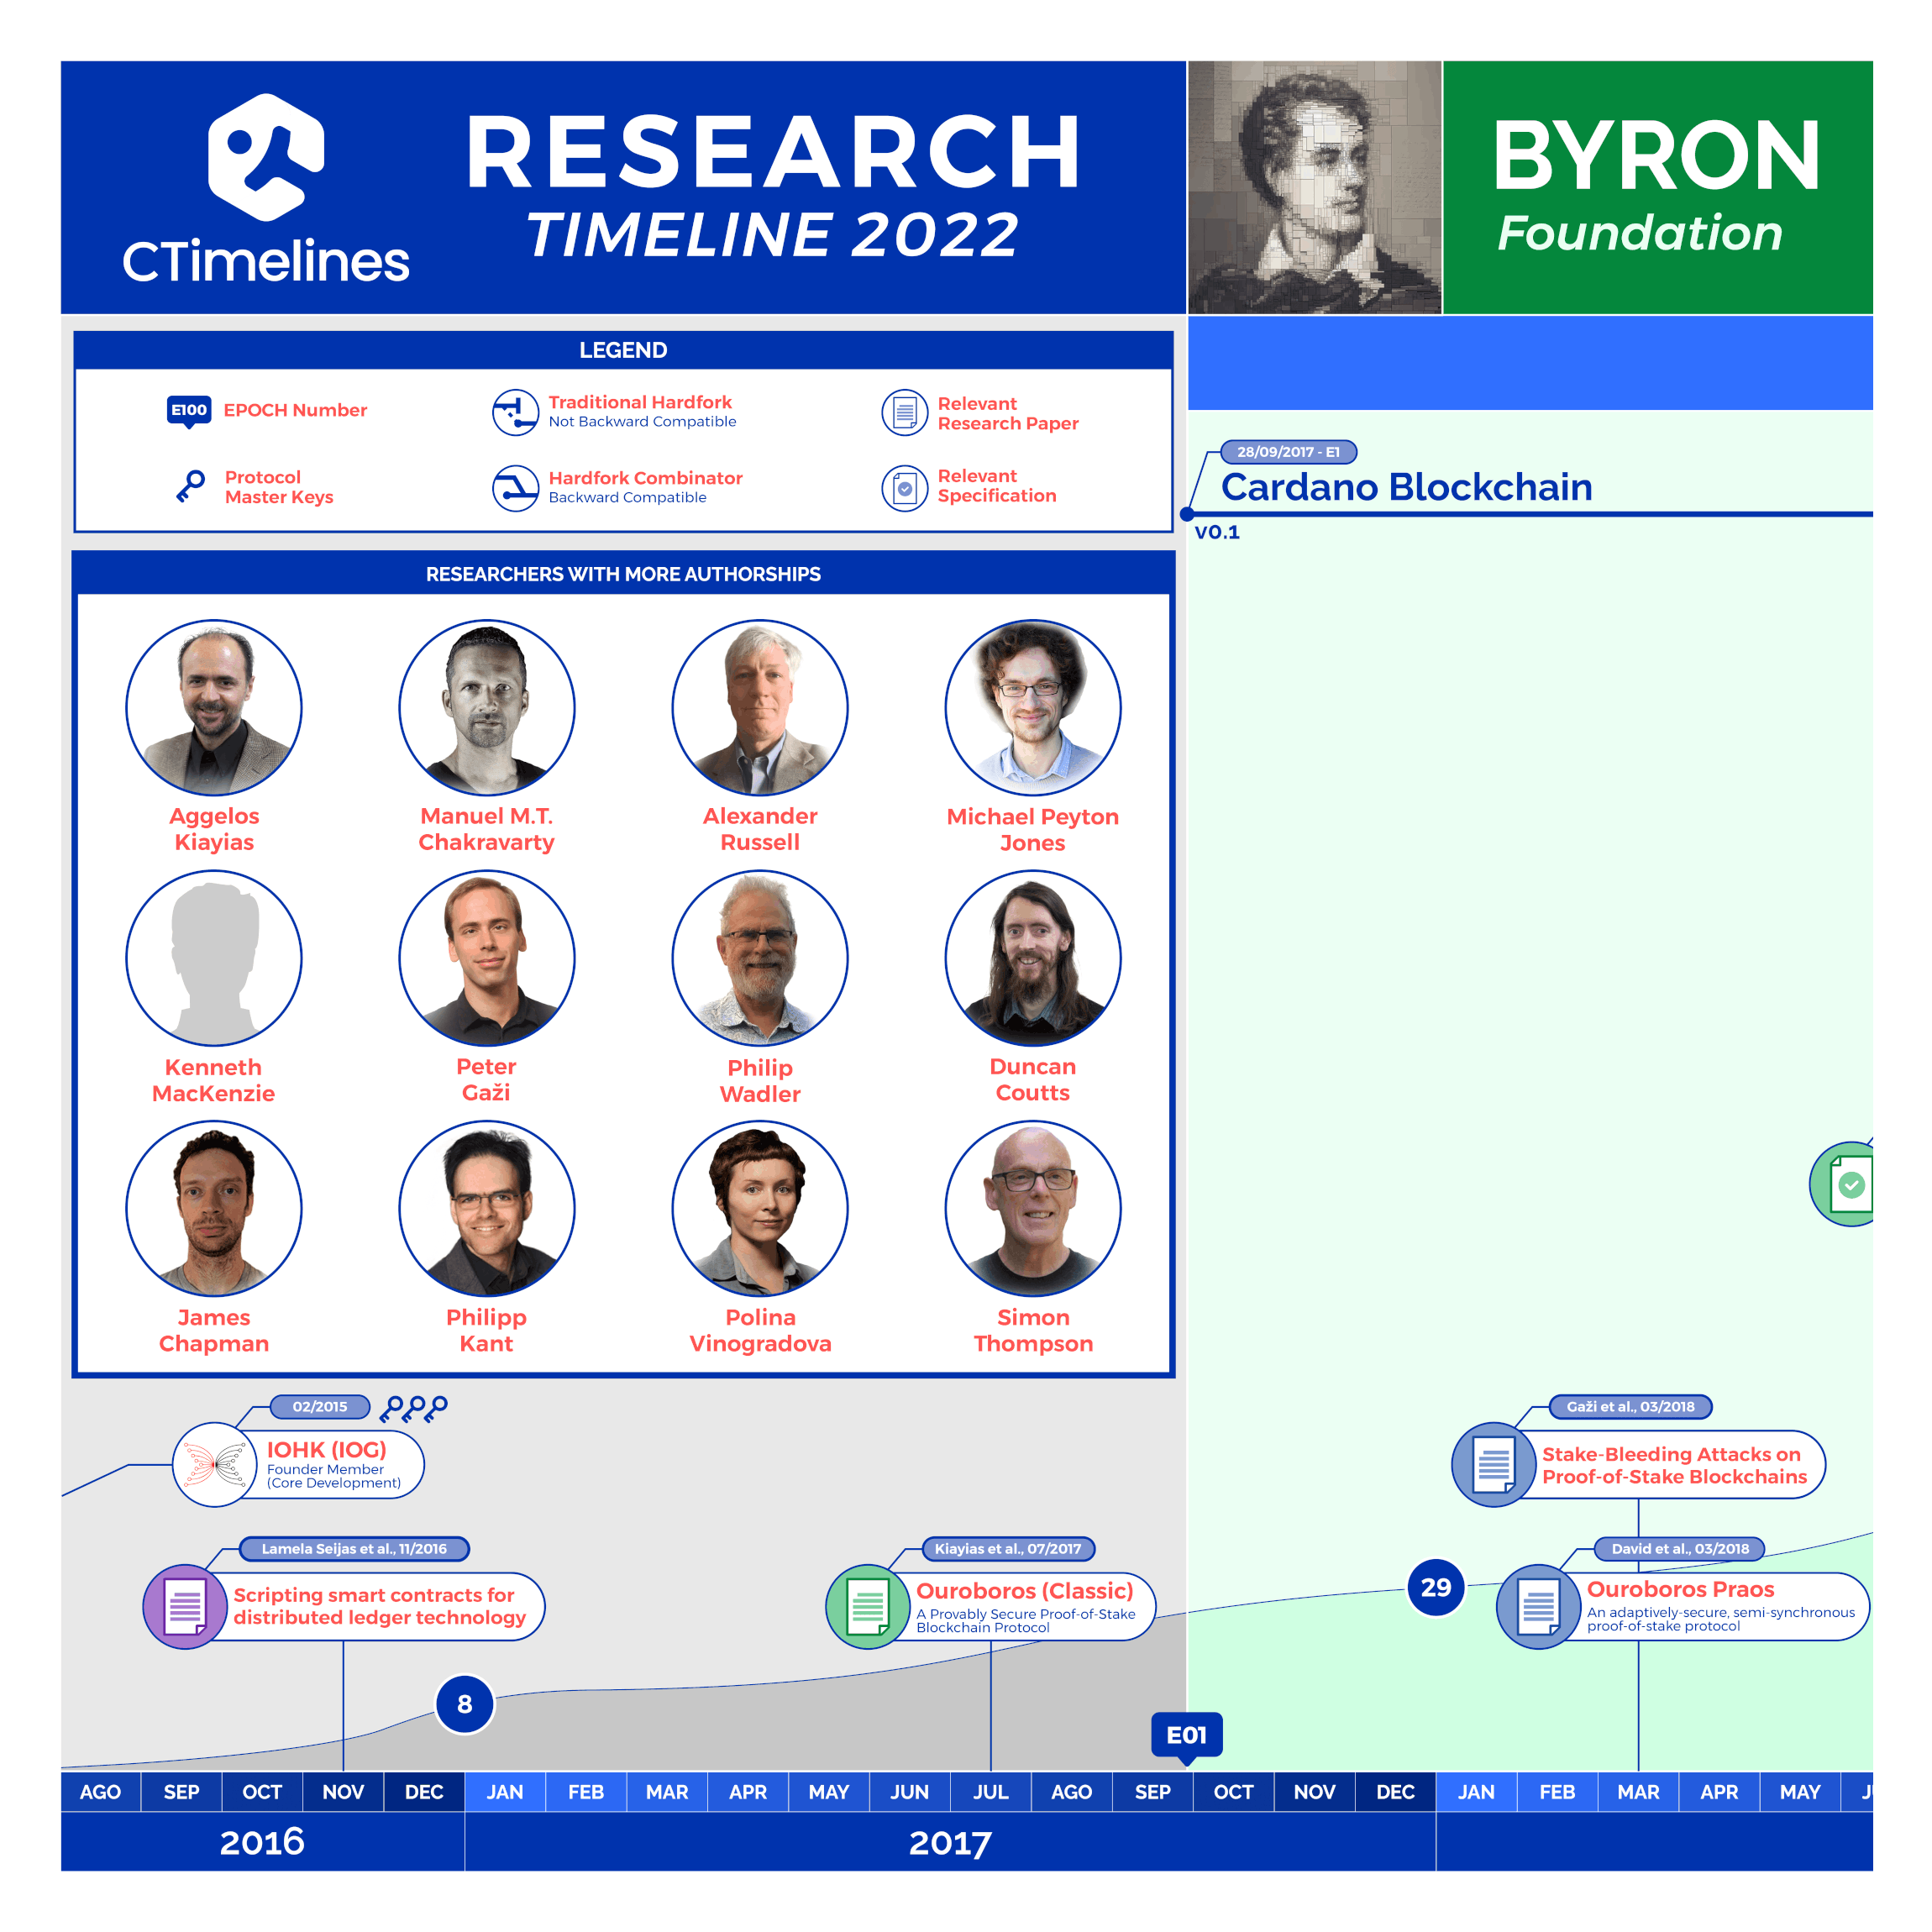 CTimelines
RESEARCH
TIMELINE 2022
BYRON
Foundation
LEGEND
E100
EPOCH Number
Traditional Hardfork
Not Backward Compatible
Relevant
Research Paper
Protocol
Master Keys
Hardfork Combinator
Backward Compatible
Relevant
Specification
28/09/2017 - E1
Cardano Blockchain
v0.1
RESEARCHERS WITH MORE AUTHORSHIPS
Aggelos
Kiayias
Manuel M.T.
Chakravarty
Alexander
Russell
Michael Peyton
Jones
Kenneth
MacKenzie
Peter
Gaži
Philip
Wadler
Duncan
Coutts
James
Chapman
Philipp
Kant
Polina
Vinogradova
Simon
Thompson
02/2015
IOHK (IOG)
Founder Member
(Core Development)
Gaži et al., 03/2018
Stake-Bleeding Attacks on
Proof-of-Stake Blockchains
Lamela Seijas et al., 11/2016
Scripting smart contracts for
distributed ledger technology
Kiayias et al., 07/2017
Ouroboros (Classic)
A Provably Secure Proof-of-Stake
Blockchain Protocol
29
David et al., 03/2018
Ouroboros Praos
An adaptively-secure, semi-synchronous
proof-of-stake protocol
8
E01
AGO SEP OCT NOV DEC JAN FEB MAR APR MAY JUN JUL AGO SEP OCT NOV DEC JAN FEB MAR APR MAY
2016 2017